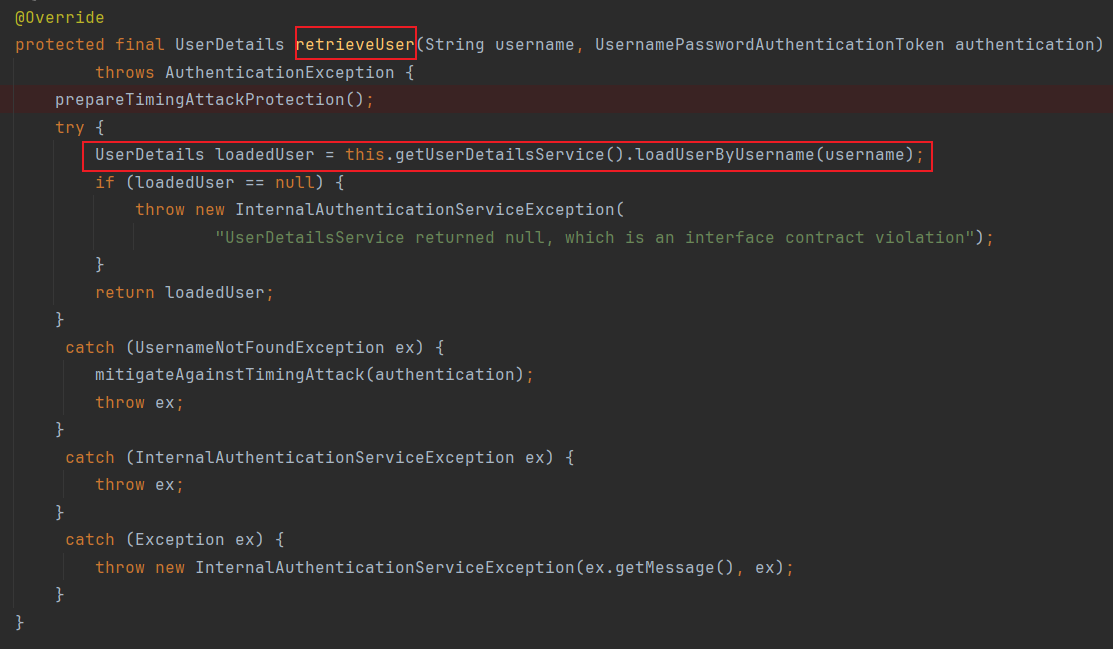 @Override
protected final UserDetails retrieveUser(String username, UsernamePasswordAuthenticationToken authentication)
        throws AuthenticationException {
    prepareTimingAttackProtection();
    try {
        UserDetails loadedUser = this.getUserDetailsService().loadUserByUsername(username);
        if (loadedUser == null) {
            throw new InternalAuthenticationServiceException(
                    "UserDetailsService returned null, which is an interface contract violation");
        }
        return loadedUser;
    }
     catch (UsernameNotFoundException ex) {
        mitigateAgainstTimingAttack(authentication);
        throw ex;
    }
     catch (InternalAuthenticationServiceException ex) {
        throw ex;
    }
     catch (Exception ex) {
        throw new InternalAuthenticationServiceException(ex.getMessage(), ex);
    }
}